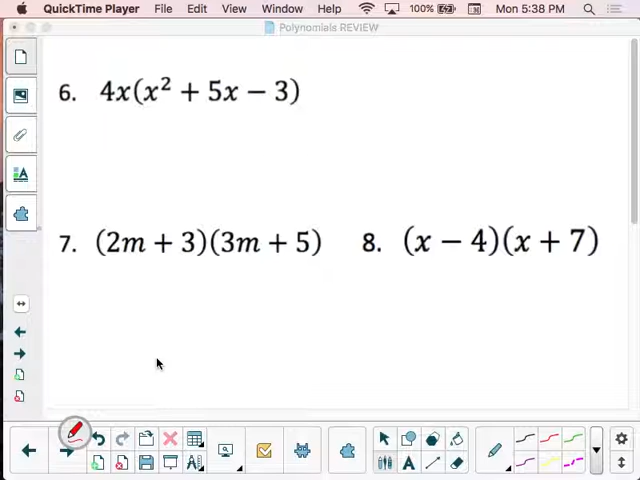 QuickTime Player File Edit View Window Help 100% Mon 5:38 PM
Polynomials REVIEW
6. 4x(x² + 5x − 3)
7. (2m + 3)(3m + 5) 8. (x − 4)(x + 7)